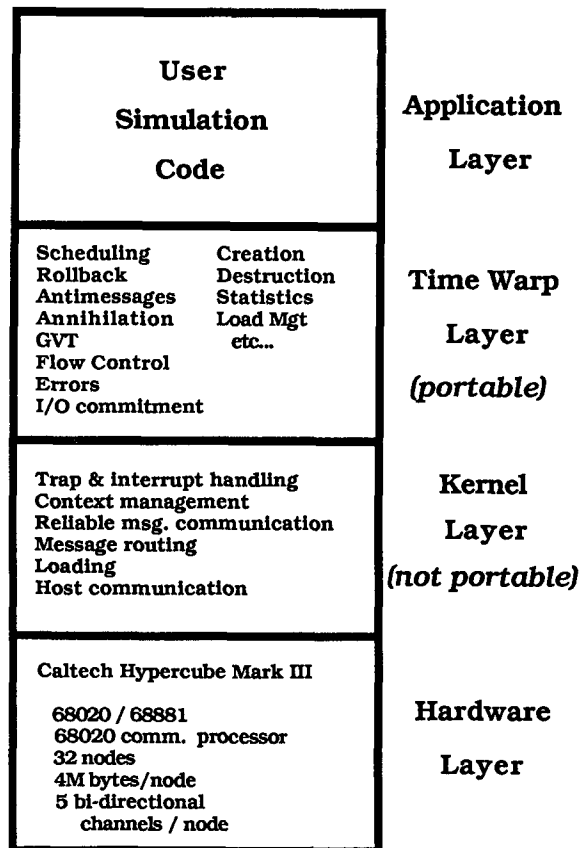 User
Simulation
Code
Application
Layer
Scheduling
Rollback
Antimessages
Annihilation
GVT
Flow Control
Errors
I/O commitment
Creation
Destruction
Statistics
Load Mgt
etc...
Time Warp
Layer
(portable)
Trap & interrupt handling
Context management
Reliable msg. communication
Message routing
Loading
Host communication
Kernel
Layer
(not portable)
Caltech Hypercube Mark III
68020 / 68881
68020 comm. processor
32 nodes
4M bytes/node
5 bi-directional
channels / node
Hardware
Layer